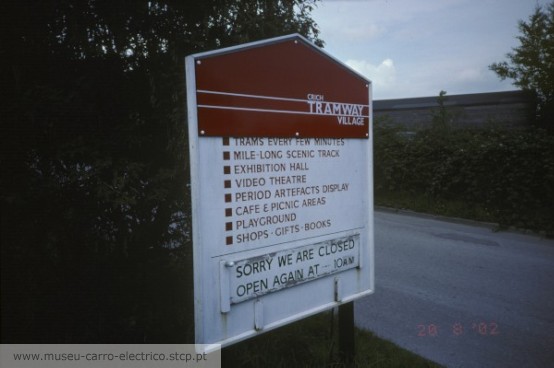 CRICH
TRAMWAY
VILLAGE
TRAMS EVERY FEW MINUTES
MILE-LONG SCENIC TRACK
EXHIBITION HALL
VIDEO THEATRE
PERIOD ARTEFACTS DISPLAY
CAFE & PICNIC AREAS
PLAYGROUND
SHOPS · GIFTS · BOOKS
SORRY WE ARE CLOSED
OPEN AGAIN AT - 10AM
28 8 '02
www.museu-carro-electrico.stcp.pt